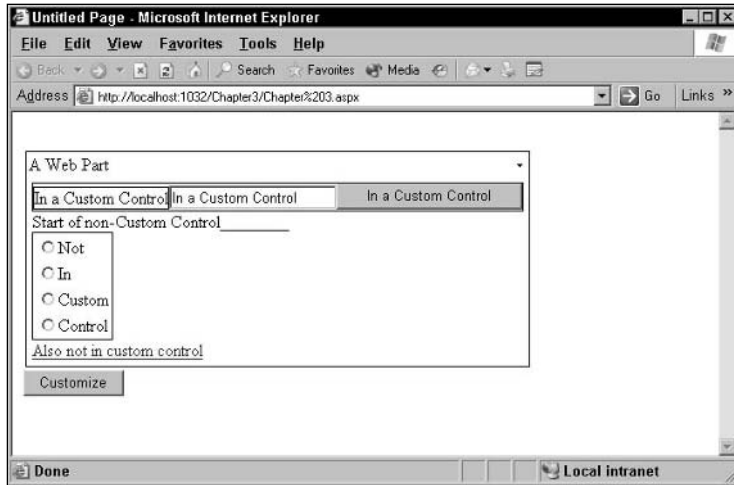 Untitled Page - Microsoft Internet Explorer
File Edit View Favorites Tools Help
Back Search Favorites Media
Address http://localhost:1032/Chapter3/Chapter%203.aspx Go Links »
A Web Part
In a Custom Control In a Custom Control In a Custom Control
Start of non-Custom Control
Not
In
Custom
Control
Also not in custom control
Customize
Done Local intranet